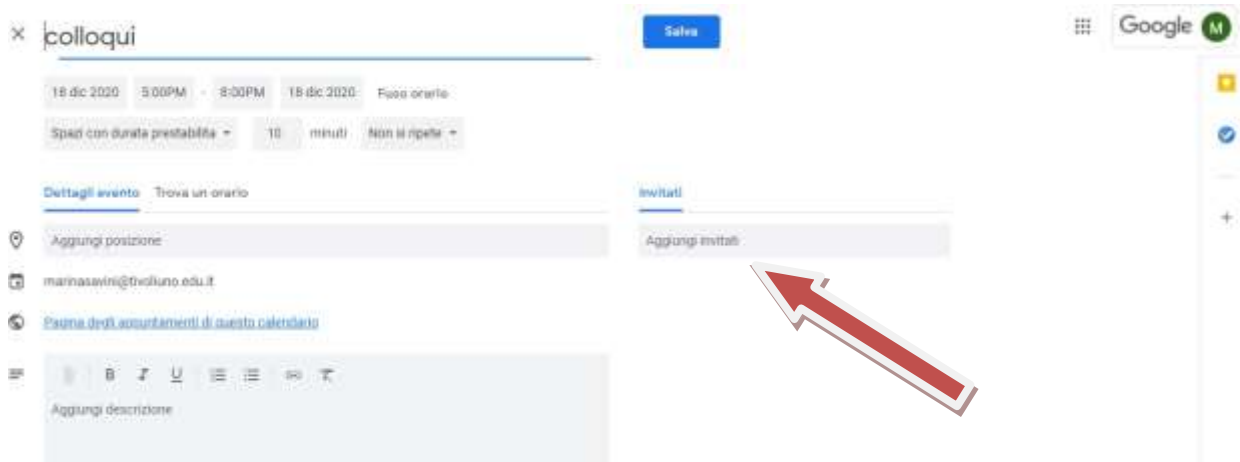 colloqui
Salva
Google M
18 dic 2020 5:00PM - 8:00PM 18 dic 2020 Fuso orario
Spazi con durata prestabilita 10 minuti Non si ripete
Dettagli evento Trova un orario
Invitati
Aggiungi posizione
Aggiungi invitati
marinasavini@tivoliuno.edu.it
Pagina degli appuntamenti di questo calendario
B I U
Aggiungi descrizione